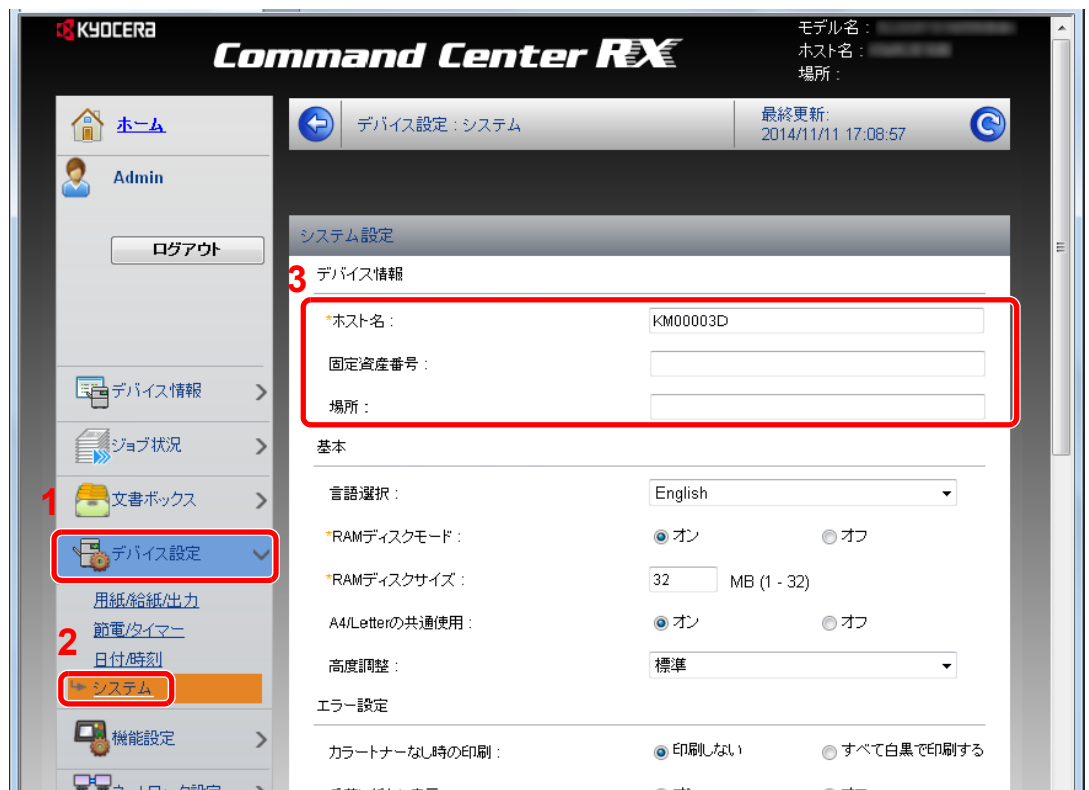 KYOCERA
Command Center RX
モデル名 :
ホスト名 :
場所 :
ホーム
デバイス設定 : システム
最終更新:
2014/11/11 17:08:57
Admin
ログアウト
システム設定
3
デバイス情報
*ホスト名 :
KM00003D
固定資産番号 :
場所 :
デバイス情報
ジョブ状況
1
文書ボックス
デバイス設定
用紙/給紙/出力
2
節電/タイマー
日付/時刻
システム
機能設定
基本
言語選択 :
English
*RAMディスクモード :
オン
オフ
*RAMディスクサイズ :
32
MB (1 - 32)
A4/Letterの共通使用 :
オン
オフ
高度調整 :
標準
エラー設定
カラートナーなし時の印刷 :
印刷しない
すべて白黒で印刷する